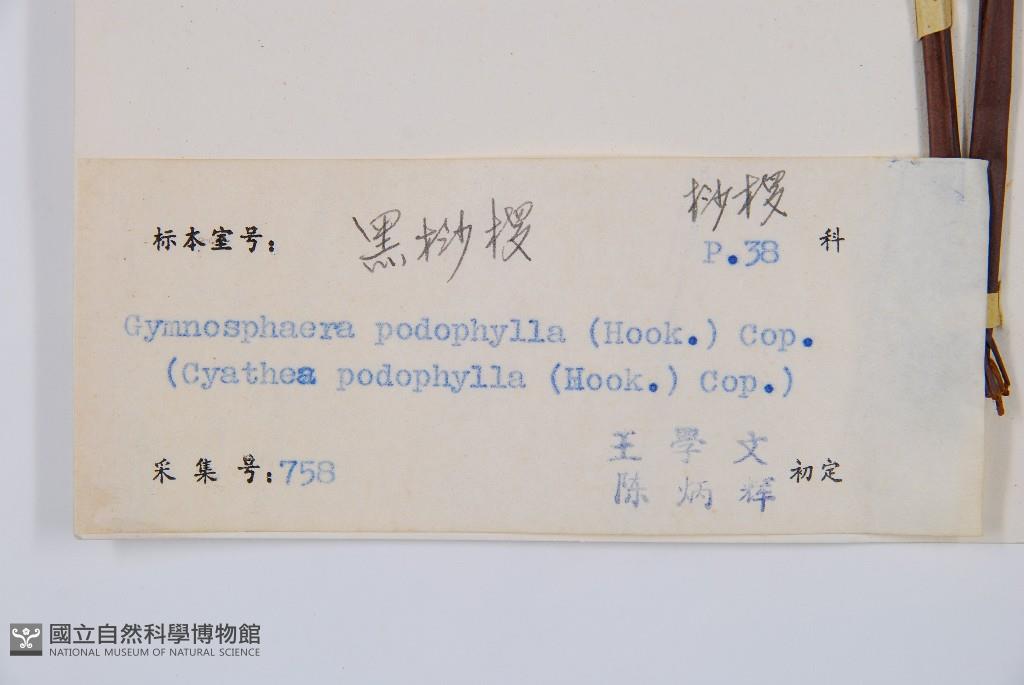 桫椤
标本室号: 黑桫椤 P.38 科
Gymnosphaera podophylla (Hook.) Cop.
(Cyathea podophylla (Hook.) Cop.)
王學文
采集号:758 初定
陈炳辉
國立自然科學博物館
NATIONAL MUSEUM OF NATURAL SCIENCE